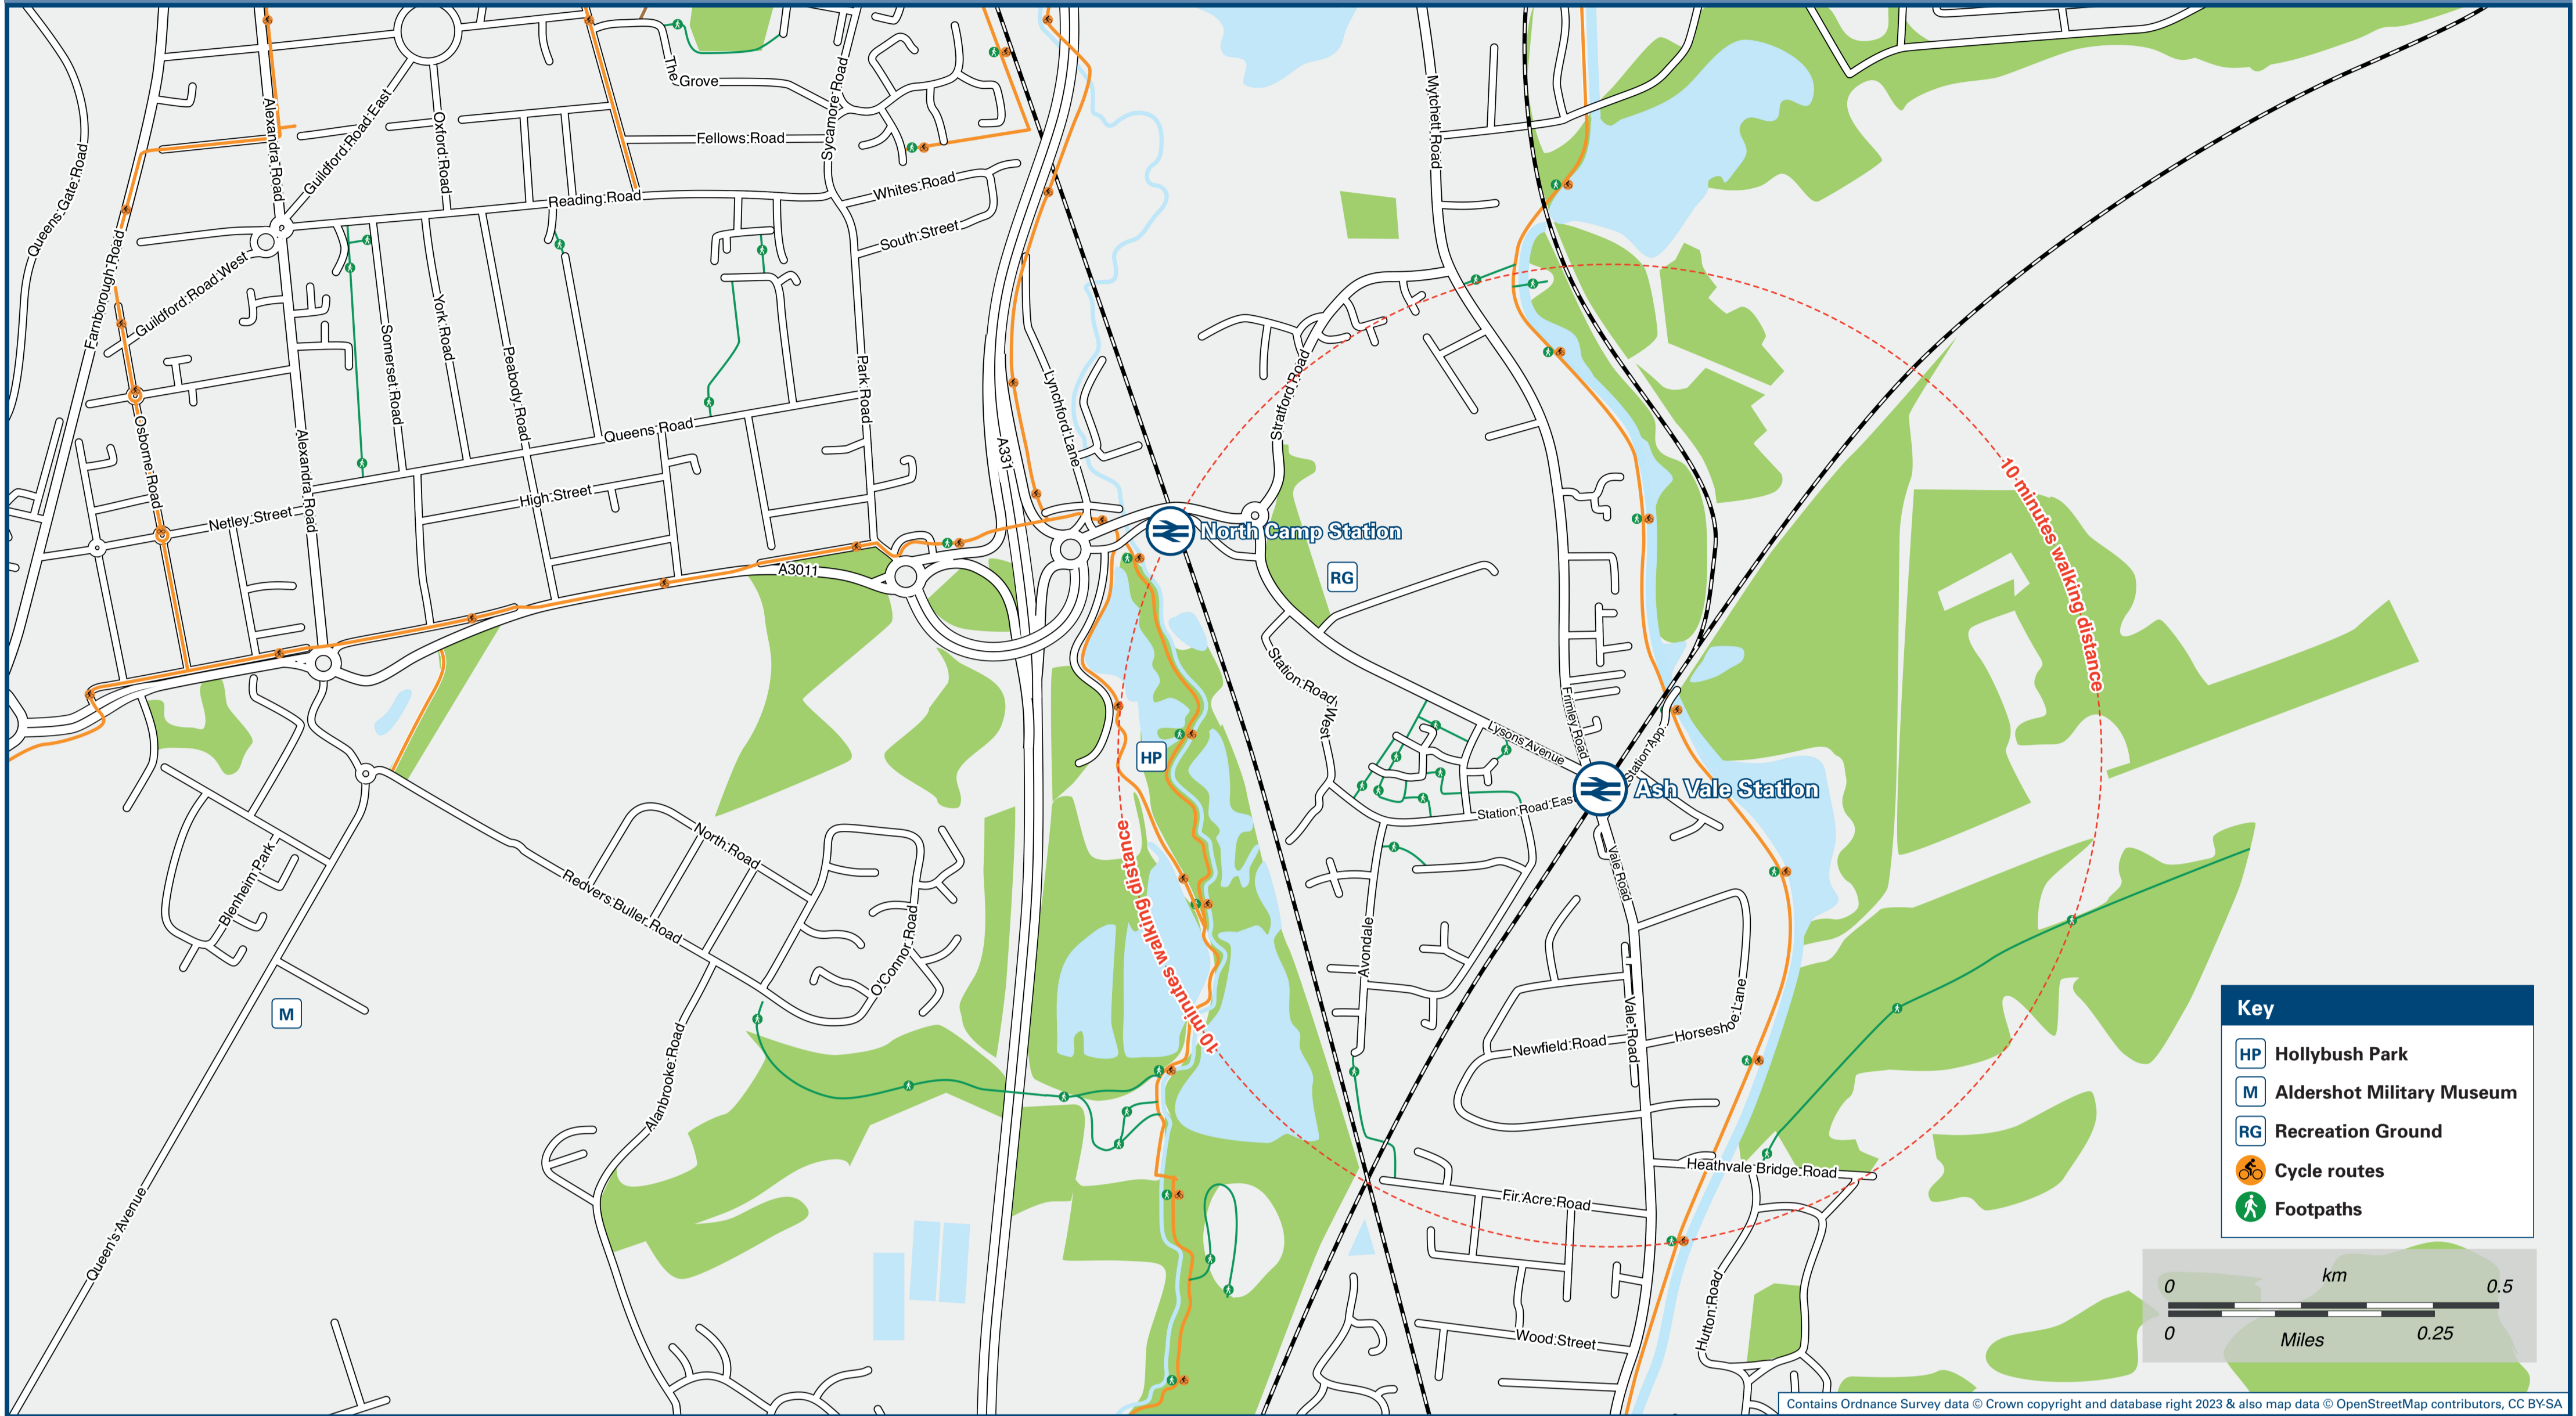 The Grove
Sycamore Road
Mytchett Road
Alexandra Road
Guildford Road East
Oxford Road
Fellows Road
Queens Gate Road
Whites Road
Reading Road
South Street
Farnborough Road
Guildford Road West
Somerset Road
York Road
Peabody Road
Park Road
Lynchford Lane
Stratford Road
Osborne Road
Alexandra Road
Queens Road
A331
High Street
Netley Street
North Camp Station
10 minutes walking distance
A3011
RG
Station Road West
Frimley Road
Lysons Avenue
Station App.
HP
Ash Vale Station
Station Road East
10 minutes walking distance
North Road
Vale Road
Blenheim Park
Redvers Buller Road
O'Connor Road
Avondale
M
Vale Road
Newfield Road
Horseshoe Lane
Alanbrooke Road
Heathvale Bridge Road
Fir Acre Road
Queen's Avenue
Hutton Road
Wood Street
Key
HP Hollybush Park
M Aldershot Military Museum
RG Recreation Ground
Cycle routes
Footpaths
km
0 0.5
0 Miles 0.25
Contains Ordnance Survey data © Crown copyright and database right 2023 & also map data © OpenStreetMap contributors, CC BY-SA